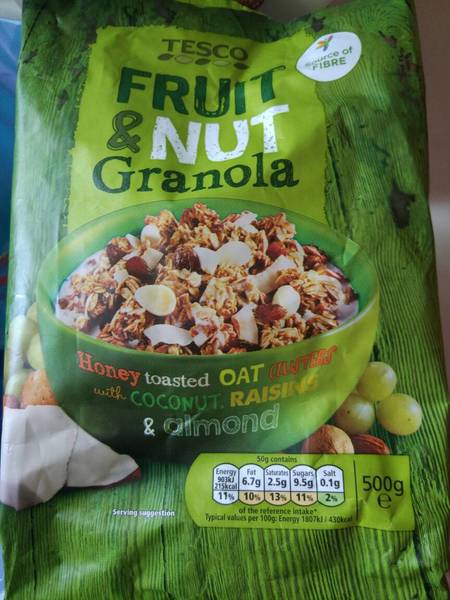 TESCO
Source of
FIBRE
FRUIT
& NUT
Granola
Honey toasted OAT CLUSTERS
with COCONUT, RAISINS
& almond
50g contains
Energy Fat Saturates Sugars Salt
903kJ
215kcal 6.7g 2.5g 9.5g 0.1g
11% 10% 13% 11% 2%
of the reference intake*
Typical values per 100g: Energy 1807kJ / 430kcal
500g
e
Serving suggestion